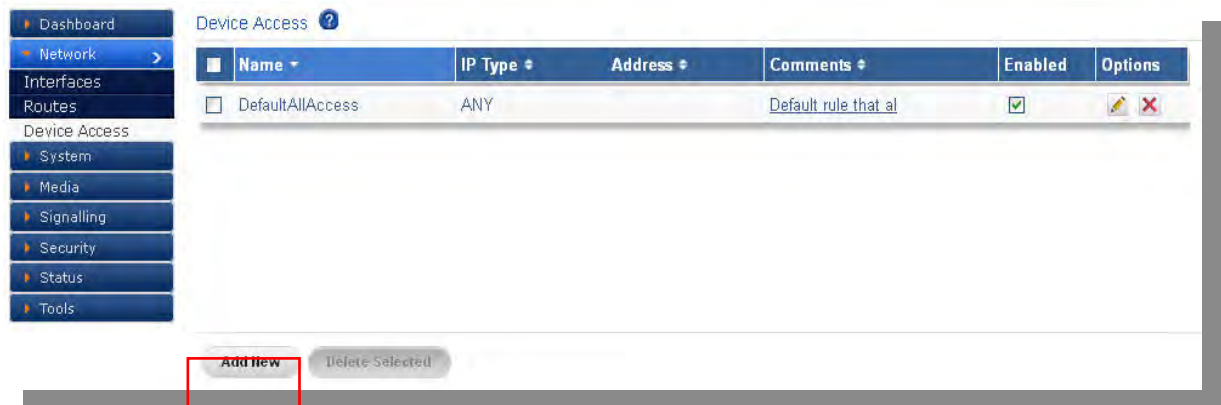 Dashboard
Network
Interfaces
Routes
Device Access
System
Media
Signalling
Security
Status
Tools
Device Access ?
Name IP Type Address Comments Enabled Options
DefaultAllAccess ANY Default rule that al
Add New Delete Selected